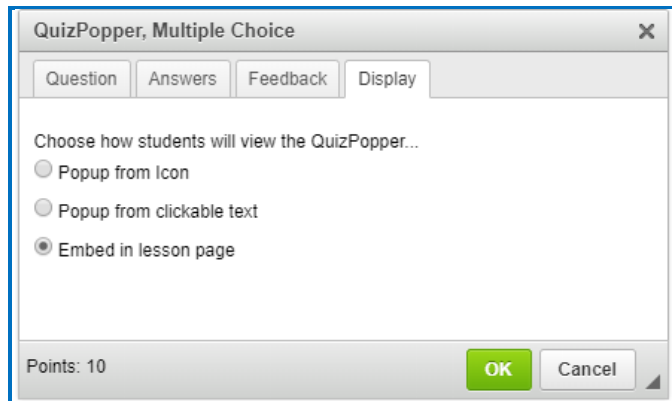 QuizPopper, Multiple Choice
Question Answers Feedback Display
Choose how students will view the QuizPopper...
Popup from Icon
Popup from clickable text
Embed in lesson page
Points: 10 OK Cancel